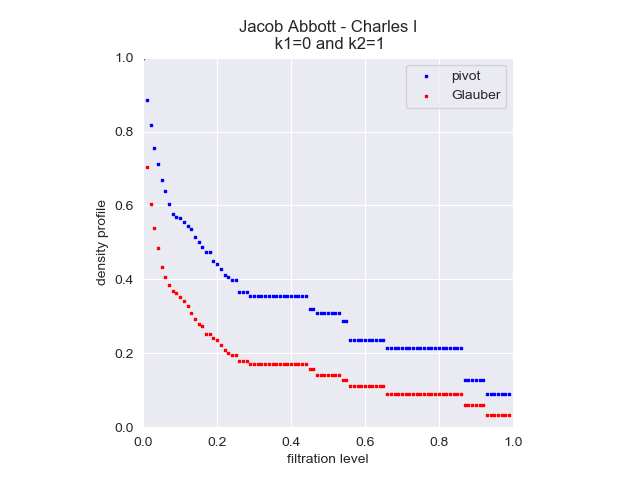 Jacob Abbott - Charles I
k1=0 and k2=1
pivot
Glauber
density profile
1.0
0.8
0.6
0.4
0.2
0.0
0.0 0.2 0.4 0.6 0.8 1.0
filtration level